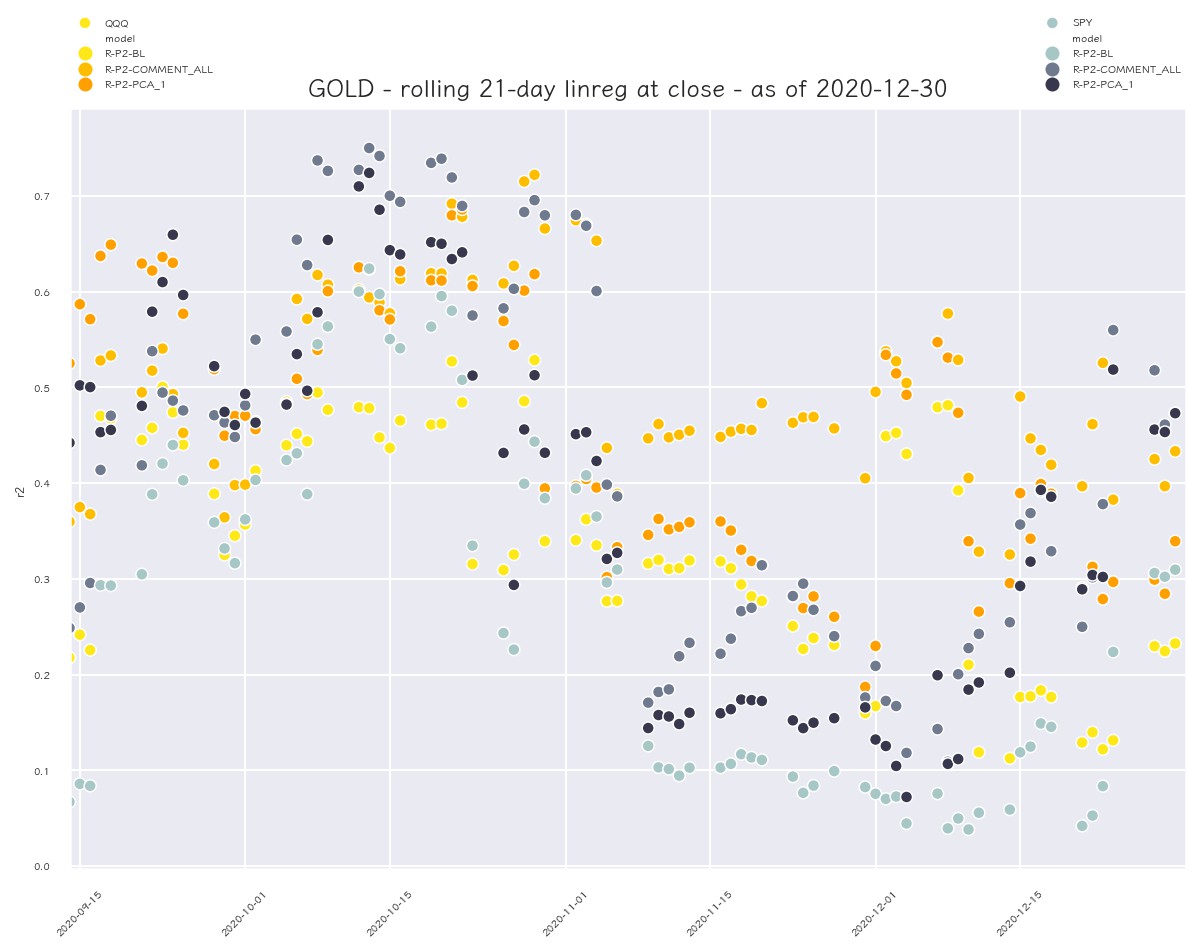 QQQ
model
R-P2-BL
R-P2-COMMENT_ALL
R-P2-PCA_1
SPY
model
R-P2-BL
R-P2-COMMENT_ALL
R-P2-PCA_1
GOLD - rolling 21-day linreg at close - as of 2020-12-30
0.7
0.6
0.5
0.4
0.3
0.2
0.1
0.0
r2
2020-09-15
2020-10-01
2020-10-15
2020-11-01
2020-11-15
2020-12-01
2020-12-15